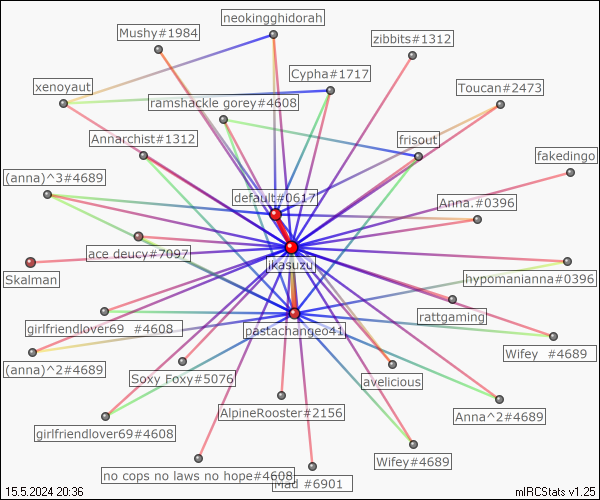 neokingghidorah
Mushy#1984
zibbits#1312
Cypha#1717
xenoyaut
Toucan#2473
ramshackle gorey#4608
Annarchist#1312
frisout
fakedingo
(anna)^3#4689
default#0617
Anna.#0396
ace deucy#7097
ikasuzu
Skalman
hypomanianna#0396
rattgaming
girlfriendlover69 #4608
pastachangeo41
Wifey #4689
(anna)^2#4689
Soxy Foxy#5076
avelicious
AlpineRooster#2156
Anna^2#4689
girlfriendlover69#4608
Wifey#4689
no cops no laws no hope#4608
Mad #6901
15.5.2024 20:36
mIRCStats v1.25